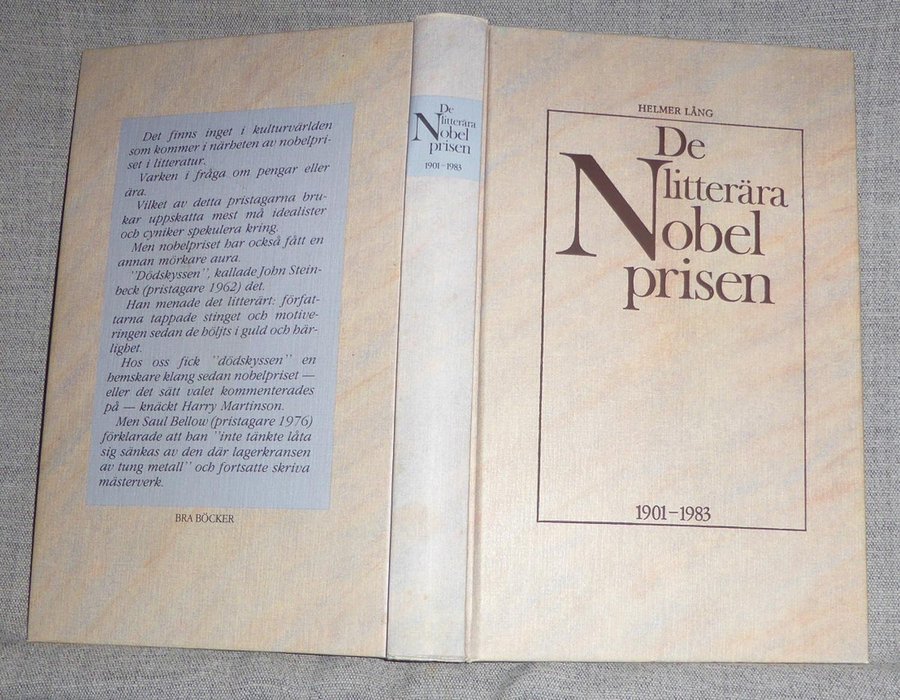 Det finns inget i kulturvärlden
som kommer i närheten av nobelpri-
set i litteratur.
Varken i fråga om pengar eller
ära.
Vilket av detta pristagarna bru-
kar uppskatta mest må idealister
och cyniker spekulera kring.
Men nobelpriset har också fått en
annan mörkare aura.
"Dödskyssen", kallade John Stein-
beck (pristagare 1962) det.
Han menade det litterärt: förfat-
tarna tappade stinget och motive-
ringen sedan de höljts i guld och här-
lighet.
Hos oss fick "dödskyssen" en
hemskare klang sedan nobelpriset —
eller det sätt valet kommenterades
på — knäckt Harry Martinson.
Men Saul Bellow (pristagare 1976)
förklarade att han "inte tänkte låta
sig sänkas av den där lagerkransen
av tung metall" och fortsatte skriva
mästerverk.
BRA BÖCKER
De
litterära
Nobel
prisen
1901–1983
HELMER LÅNG
De
litterära
Nobel
prisen
1901–1983